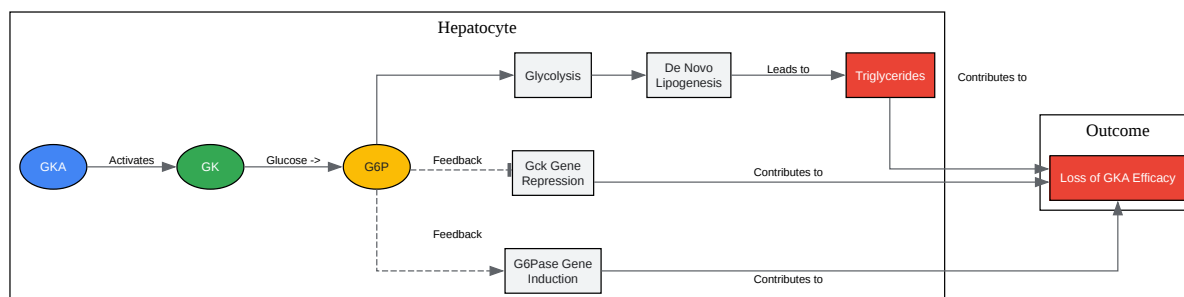 Hepatocyte
Glycolysis
De Novo
Lipogenesis
Leads to
Triglycerides
Contributes to
Outcome
GKA
Activates
GK
Glucose ->
G6P
Feedback
Gck Gene
Repression
Contributes to
Loss of GKA Efficacy
Feedback
G6Pase Gene
Induction
Contributes to